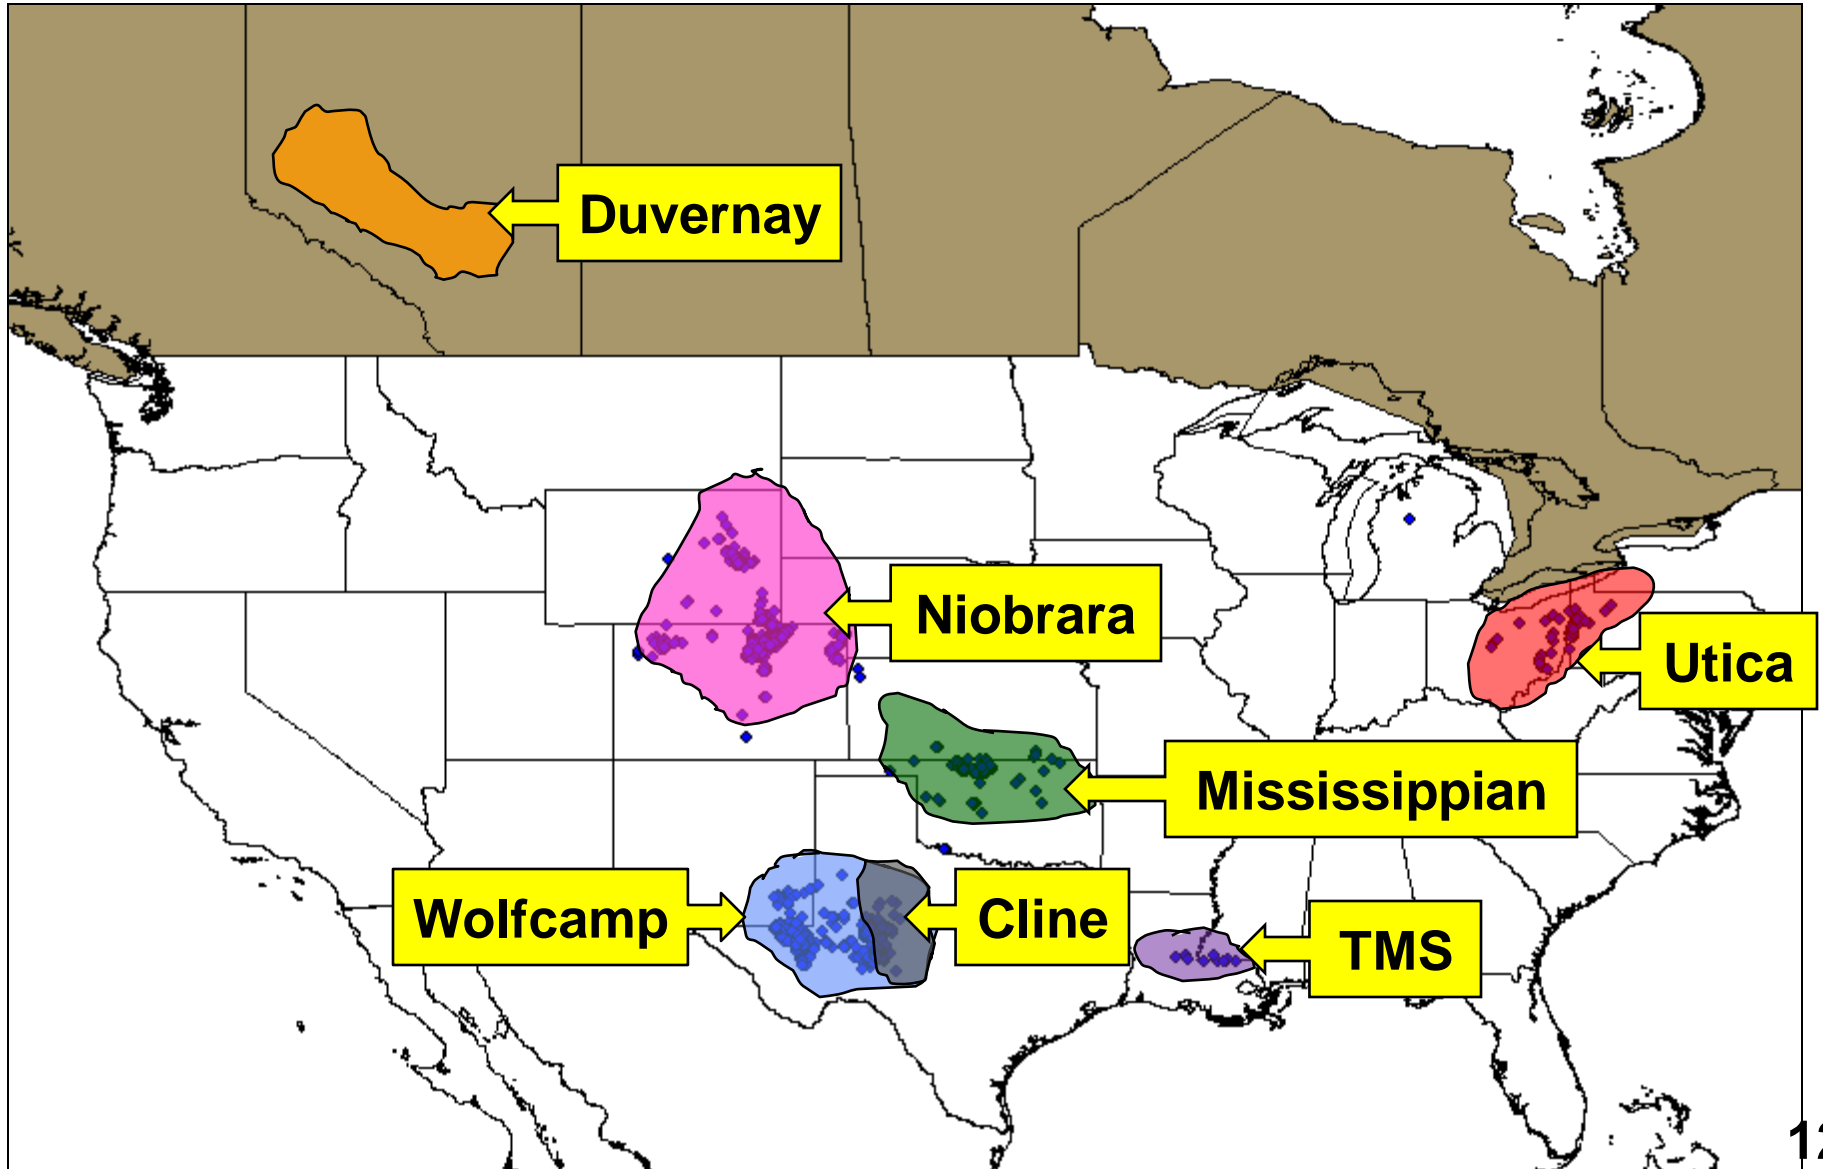 Duvernay
Niobrara
Utica
Mississippian
Wolfcamp
Cline
TMS